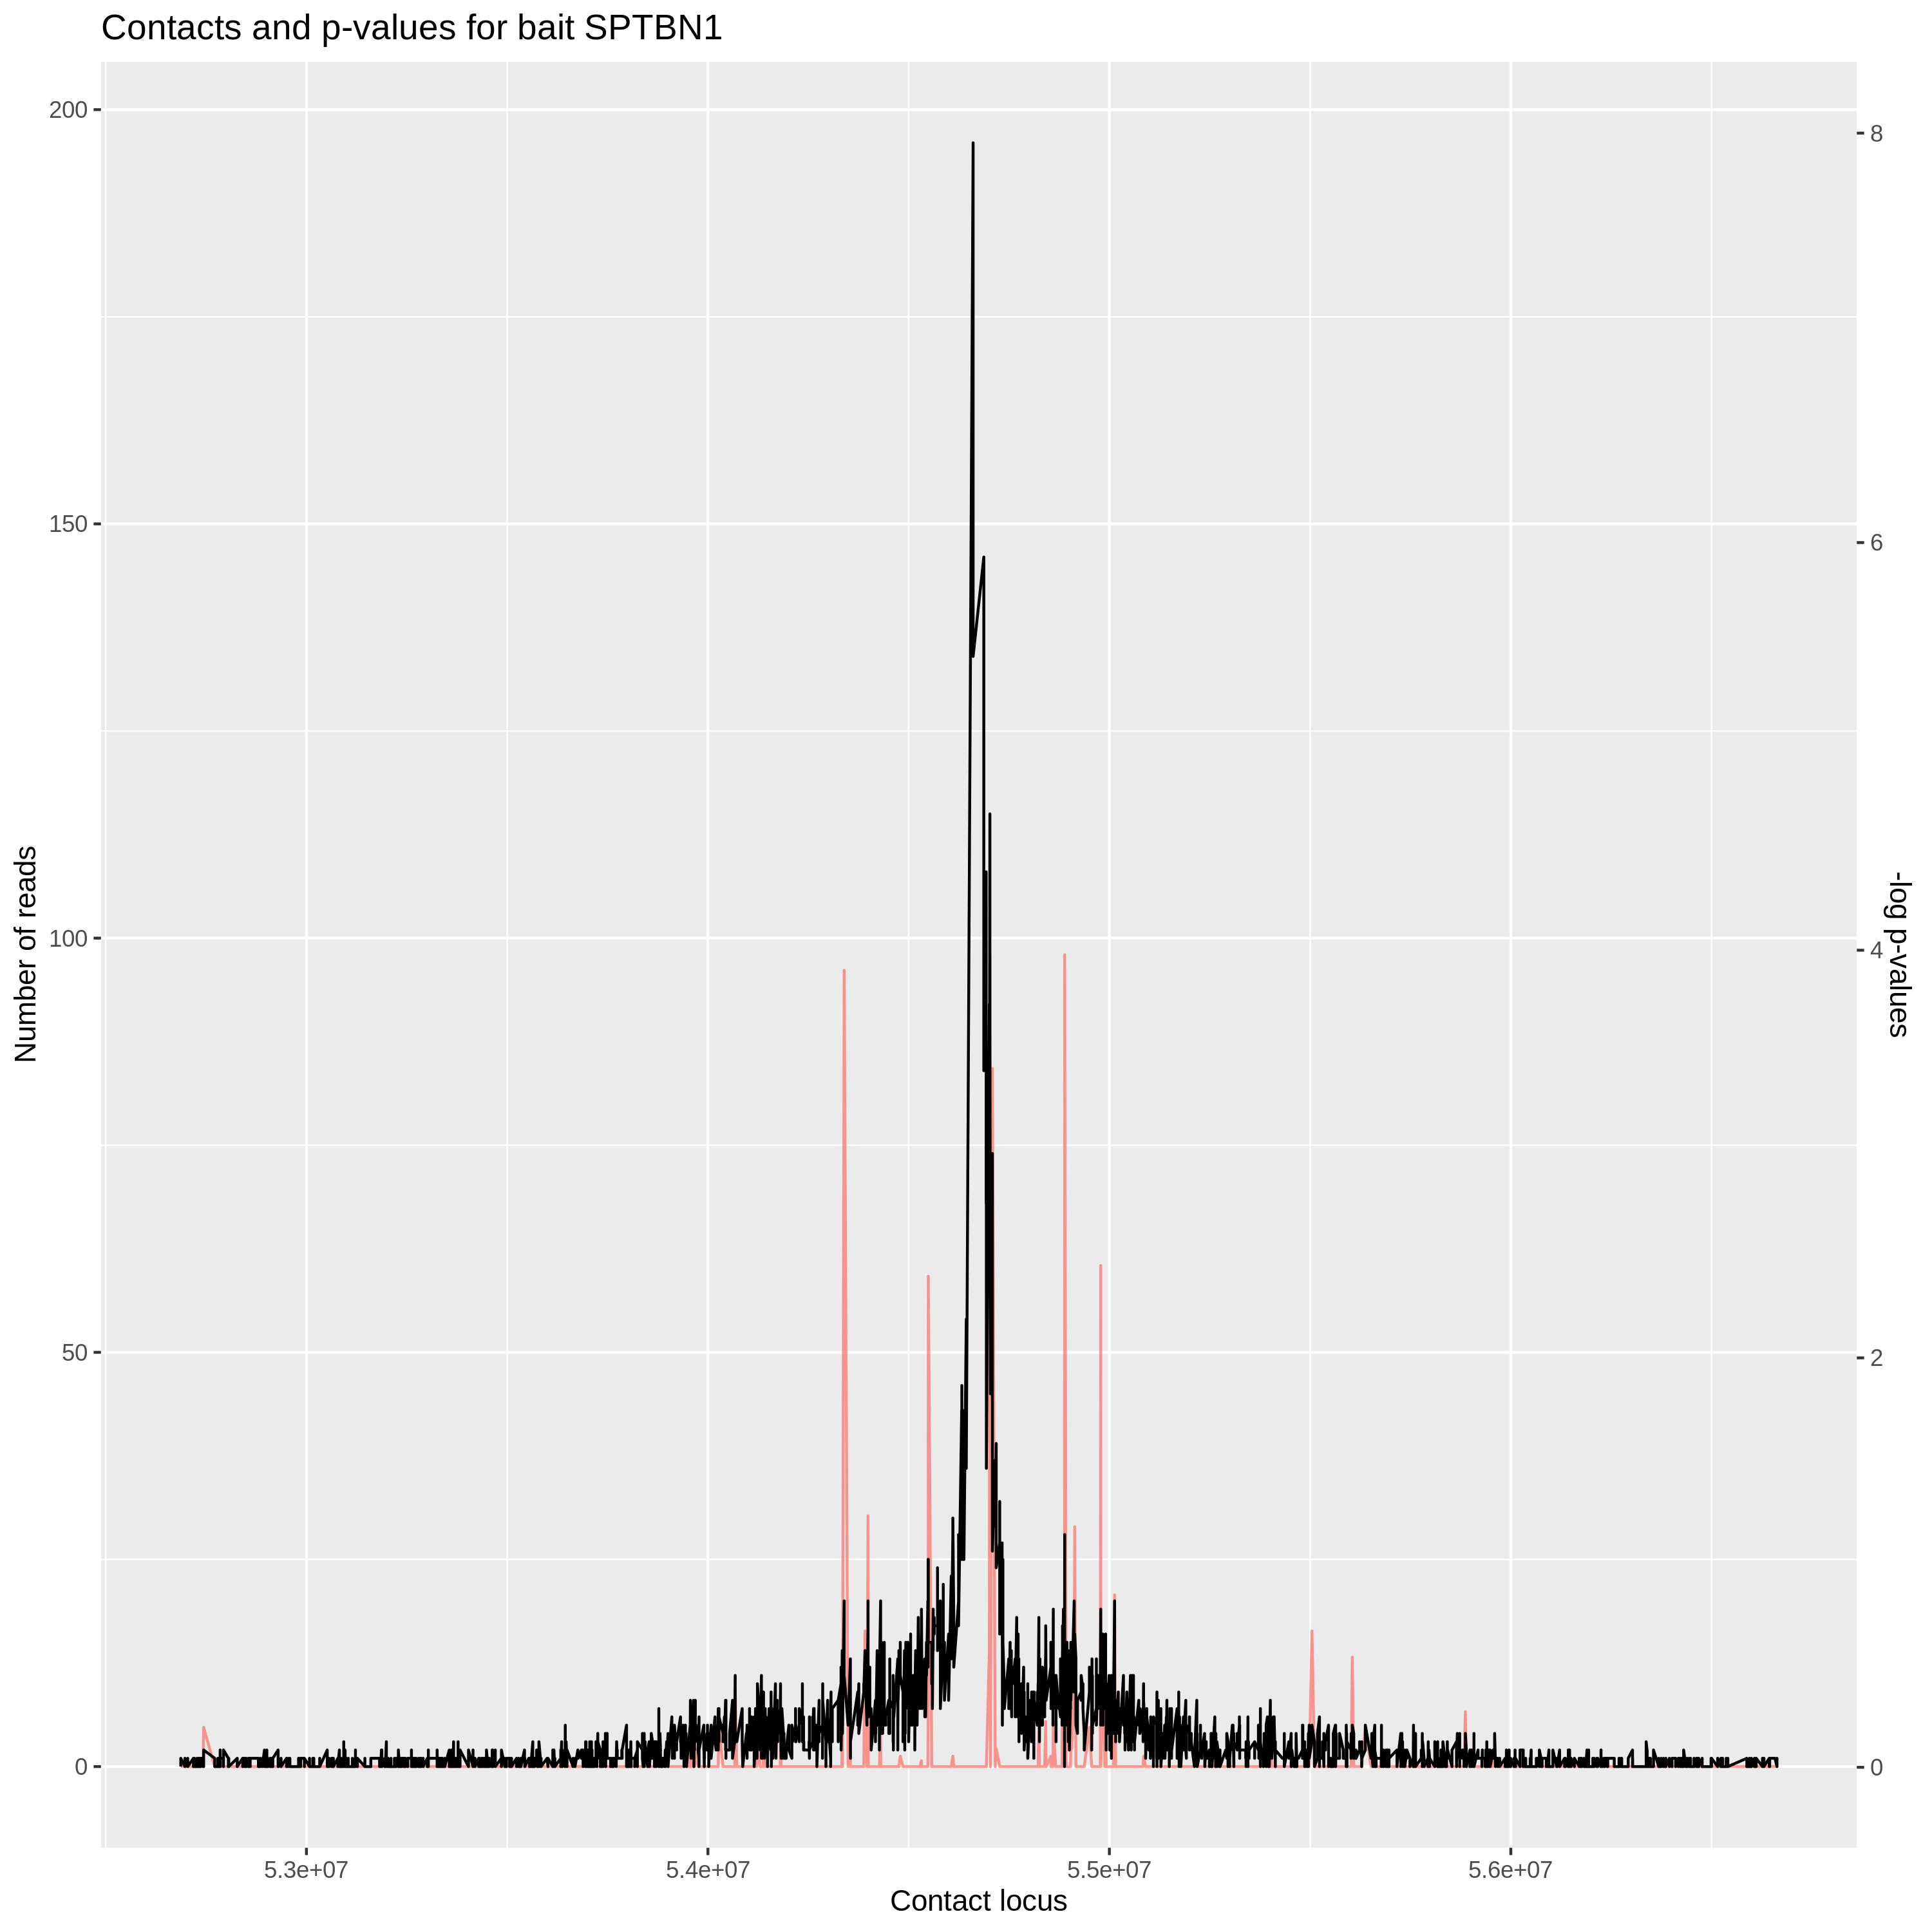 Contacts and p-values for bait SPTBN1
200
150
100
50
0
8
6
4
2
0
Number of reads
-log p-values
5.3e+07
5.4e+07
5.5e+07
5.6e+07
Contact locus